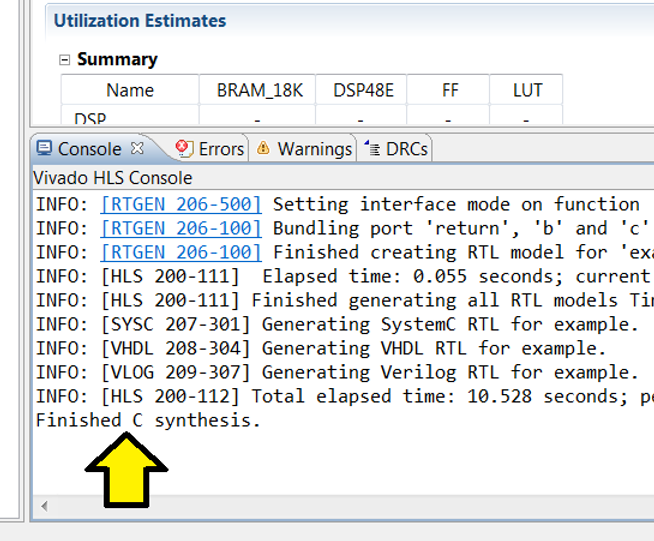 Utilization Estimates
Summary
Name BRAM_18K DSP48E FF LUT
DSP - - - -
Console Errors Warnings DRCs
Vivado HLS Console
INFO: [RTGEN 206-500] Setting interface mode on function
INFO: [RTGEN 206-100] Bundling port 'return', 'b' and 'c'
INFO: [RTGEN 206-100] Finished creating RTL model for 'exa
INFO: [HLS 200-111]  Elapsed time: 0.055 seconds; current
INFO: [HLS 200-111] Finished generating all RTL models Tim
INFO: [SYSC 207-301] Generating SystemC RTL for example.
INFO: [VHDL 208-304] Generating VHDL RTL for example.
INFO: [VLOG 209-307] Generating Verilog RTL for example.
INFO: [HLS 200-112] Total elapsed time: 10.528 seconds; pe
Finished C synthesis.